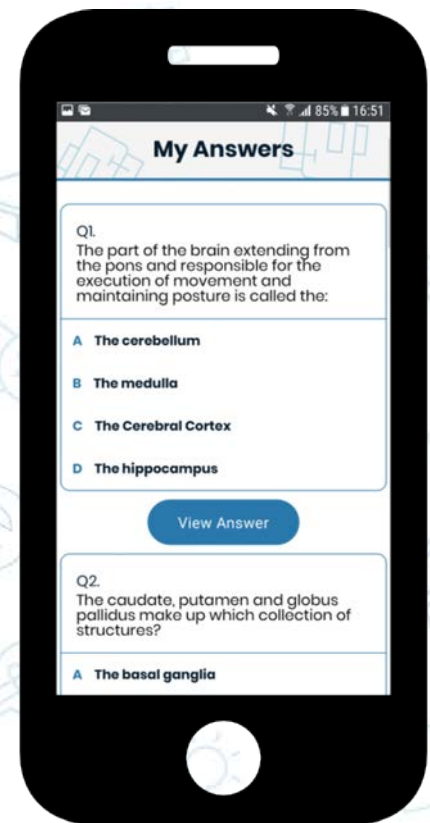 85% 16:51
My Answers
Q1.
The part of the brain extending from
the pons and responsible for the
execution of movement and
maintaining posture is called the:
A The cerebellum
B The medulla
C The Cerebral Cortex
D The hippocampus
View Answer
Q2.
The caudate, putamen and globus
pallidus make up which collection of
structures?
A The basal ganglia